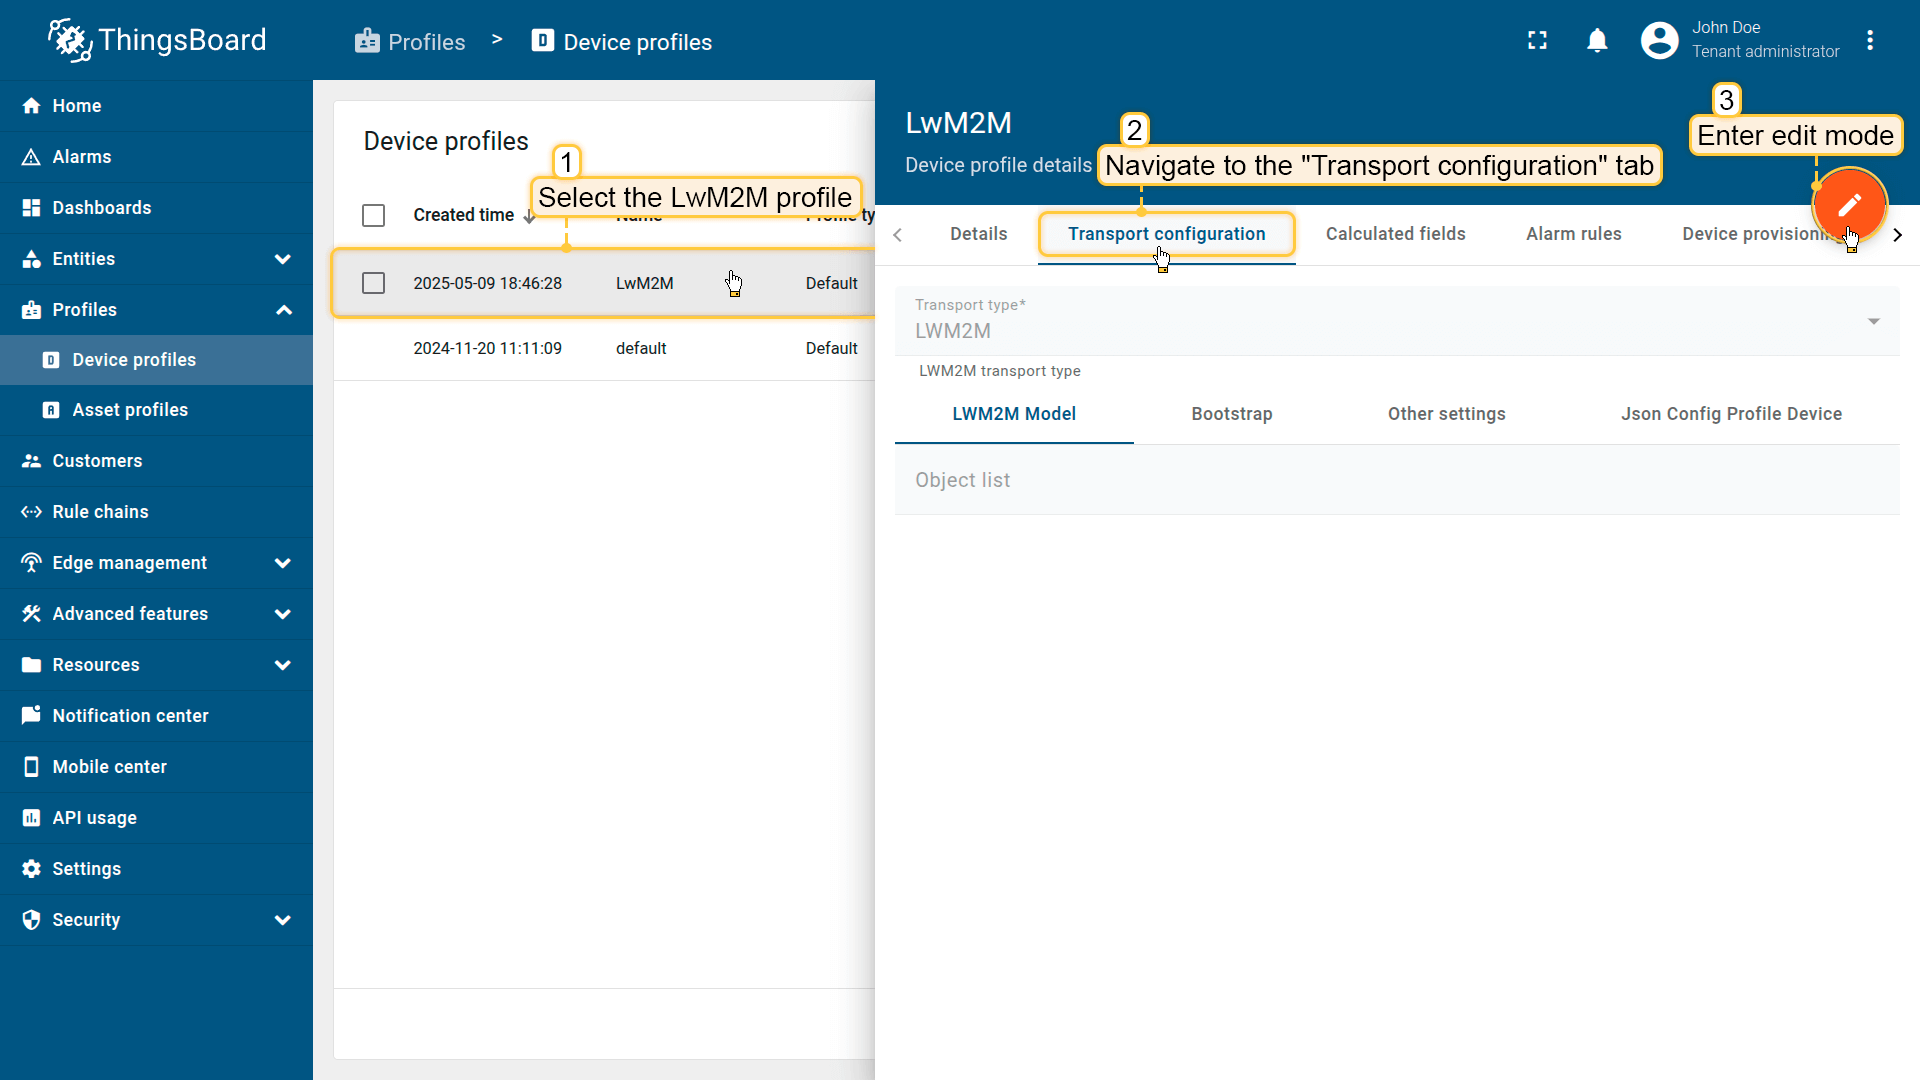 ThingsBoard
Profiles > Device profiles
John Doe
Tenant administrator
Home
Alarms
Dashboards
Entities
Profiles
Device profiles
Asset profiles
Customers
Rule chains
Edge management
Advanced features
Resources
Notification center
Mobile center
API usage
Settings
Security
Device profiles
1
Select the LwM2M profile
Created time
2025-05-09 18:46:28 LwM2M Default
2024-11-20 11:11:09 default Default
LwM2M
Device profile details
2
Navigate to the "Transport configuration" tab
3
Enter edit mode
Details Transport configuration Calculated fields Alarm rules Device provisioning
Transport type*
LWM2M
LWM2M transport type
LWM2M Model Bootstrap Other settings Json Config Profile Device
Object list